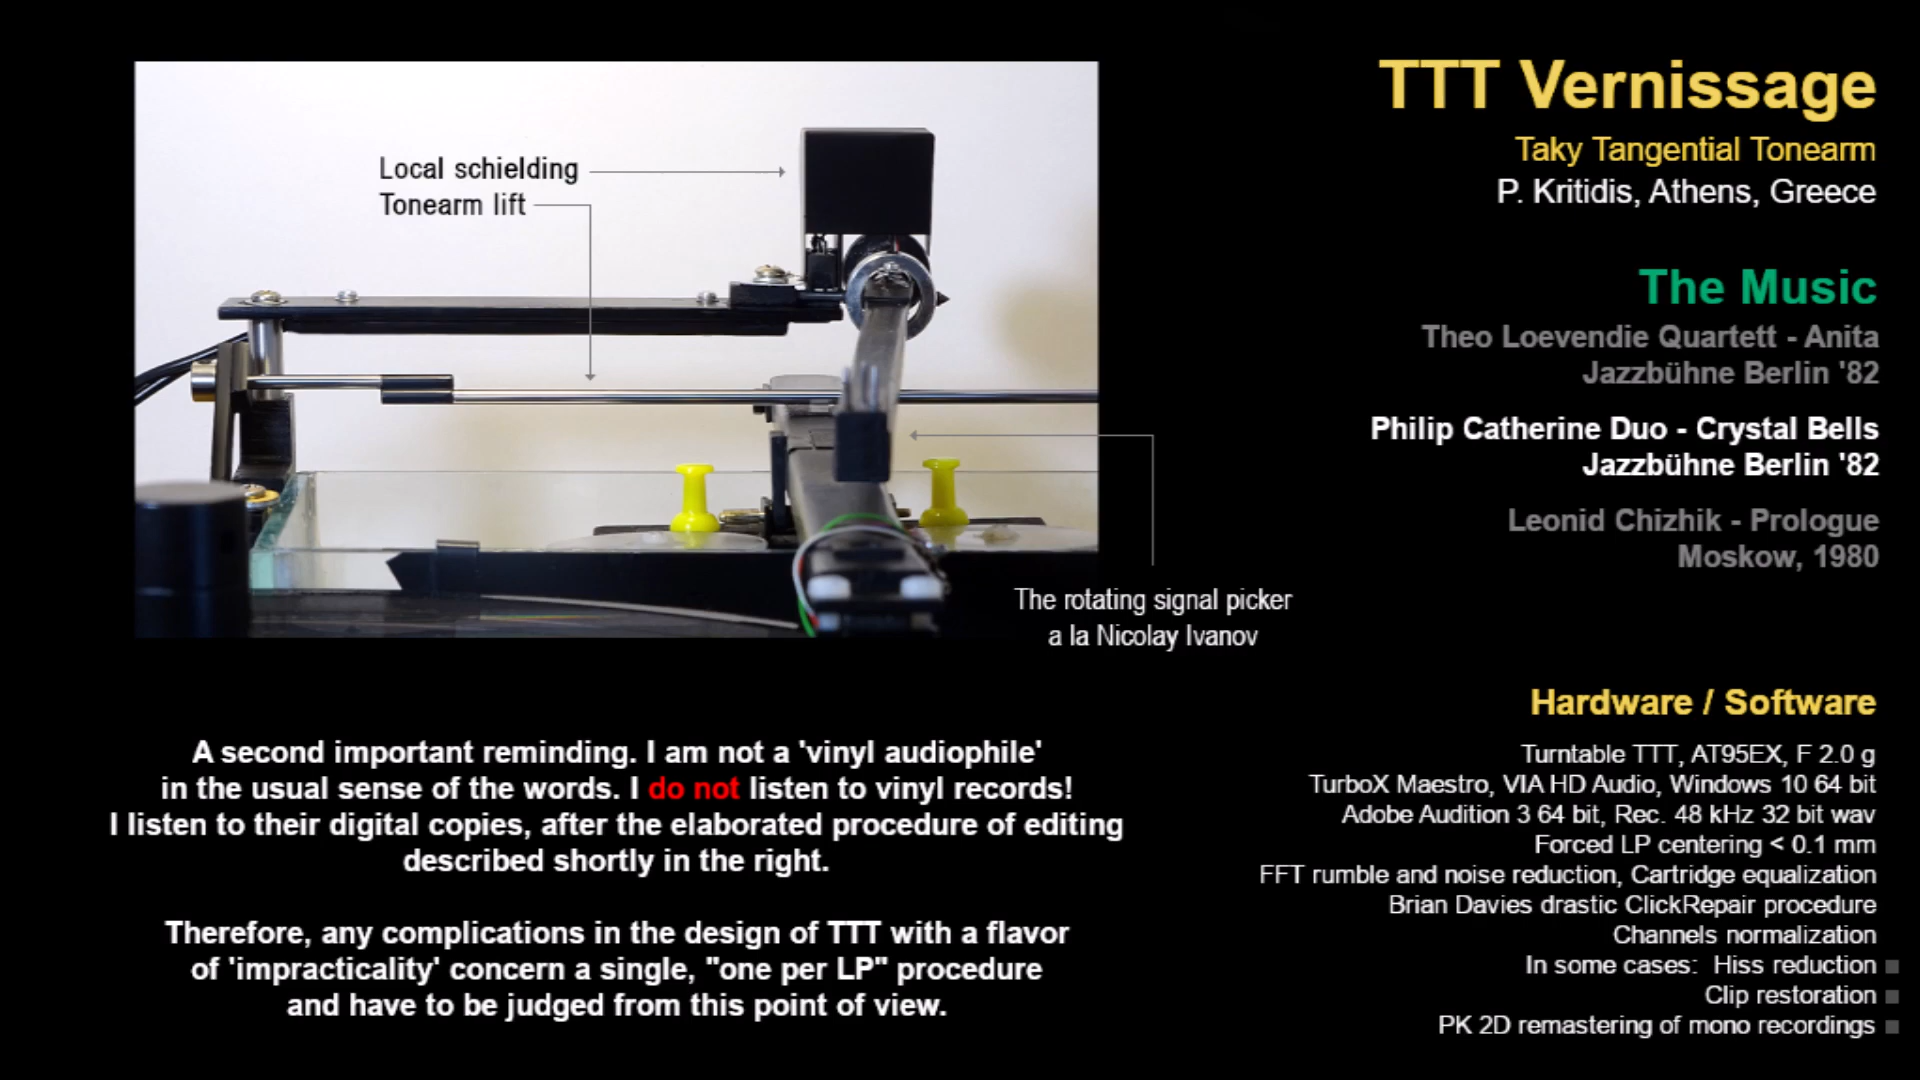 Local schielding
Tonearm lift
The rotating signal picker
a la Nicolay Ivanov
A second important reminding. I am not a 'vinyl audiophile'
in the usual sense of the words. I do not listen to vinyl records!
I listen to their digital copies, after the elaborated procedure of editing
described shortly in the right.
Therefore, any complications in the design of TTT with a flavor
of 'impracticality' concern a single, "one per LP" procedure
and have to be judged from this point of view.
TTT Vernissage
Taky Tangential Tonearm
P. Kritidis, Athens, Greece
The Music
Theo Loevendie Quartett - Anita
Jazzbühne Berlin '82
Philip Catherine Duo - Crystal Bells
Jazzbühne Berlin '82
Leonid Chizhik - Prologue
Moskow, 1980
Hardware / Software
Turntable TTT, AT95EX, F 2.0 g
TurboX Maestro, VIA HD Audio, Windows 10 64 bit
Adobe Audition 3 64 bit, Rec. 48 kHz 32 bit wav
Forced LP centering < 0.1 mm
FFT rumble and noise reduction, Cartridge equalization
Brian Davies drastic ClickRepair procedure
Channels normalization
In some cases: Hiss reduction
Clip restoration
PK 2D remastering of mono recordings